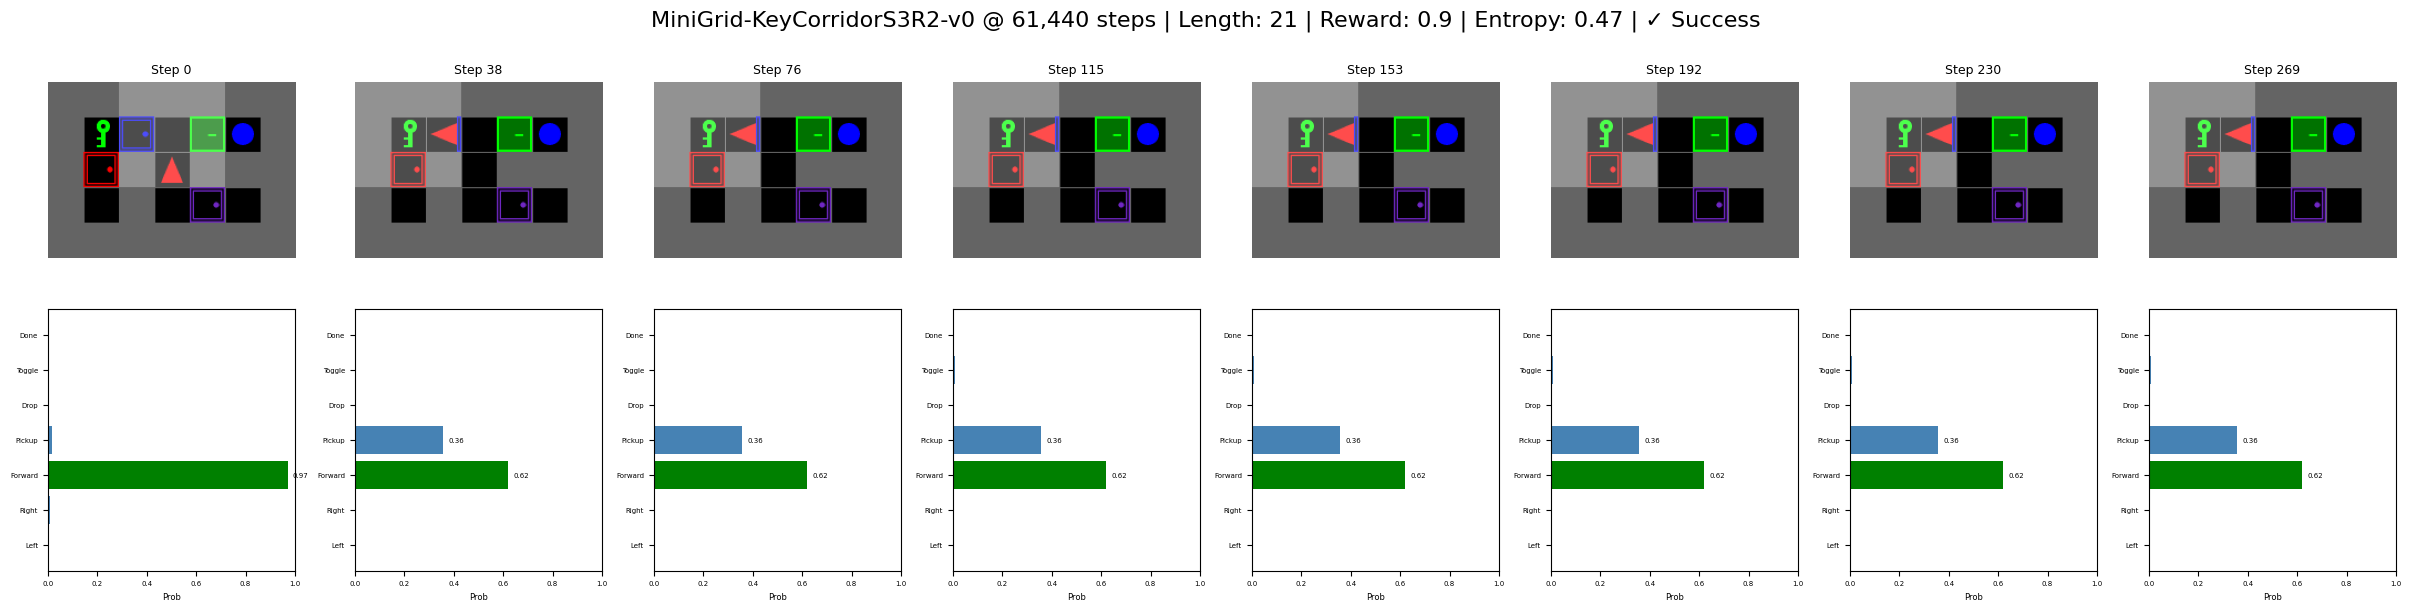 MiniGrid-KeyCorridorS3R2-v0 @ 61,440 steps | Length: 21 | Reward: 0.9 | Entropy: 0.47 | ✓ Success
Step 0
Step 38
Step 76
Step 115
Step 153
Step 192
Step 230
Step 269
Done
Toggle
Drop
Pickup
Forward
0.97
Right
Left
0.0 0.2 0.4 0.6 0.8 1.0
Prob
Done
Toggle
Drop
Pickup
0.36
Forward
0.62
Right
Left
0.0 0.2 0.4 0.6 0.8 1.0
Prob
Done
Toggle
Drop
Pickup
0.36
Forward
0.62
Right
Left
0.0 0.2 0.4 0.6 0.8 1.0
Prob
Done
Toggle
Drop
Pickup
0.36
Forward
0.62
Right
Left
0.0 0.2 0.4 0.6 0.8 1.0
Prob
Done
Toggle
Drop
Pickup
0.36
Forward
0.62
Right
Left
0.0 0.2 0.4 0.6 0.8 1.0
Prob
Done
Toggle
Drop
Pickup
0.36
Forward
0.62
Right
Left
0.0 0.2 0.4 0.6 0.8 1.0
Prob
Done
Toggle
Drop
Pickup
0.36
Forward
0.62
Right
Left
0.0 0.2 0.4 0.6 0.8 1.0
Prob
Done
Toggle
Drop
Pickup
0.36
Forward
0.62
Right
Left
0.0 0.2 0.4 0.6 0.8 1.0
Prob